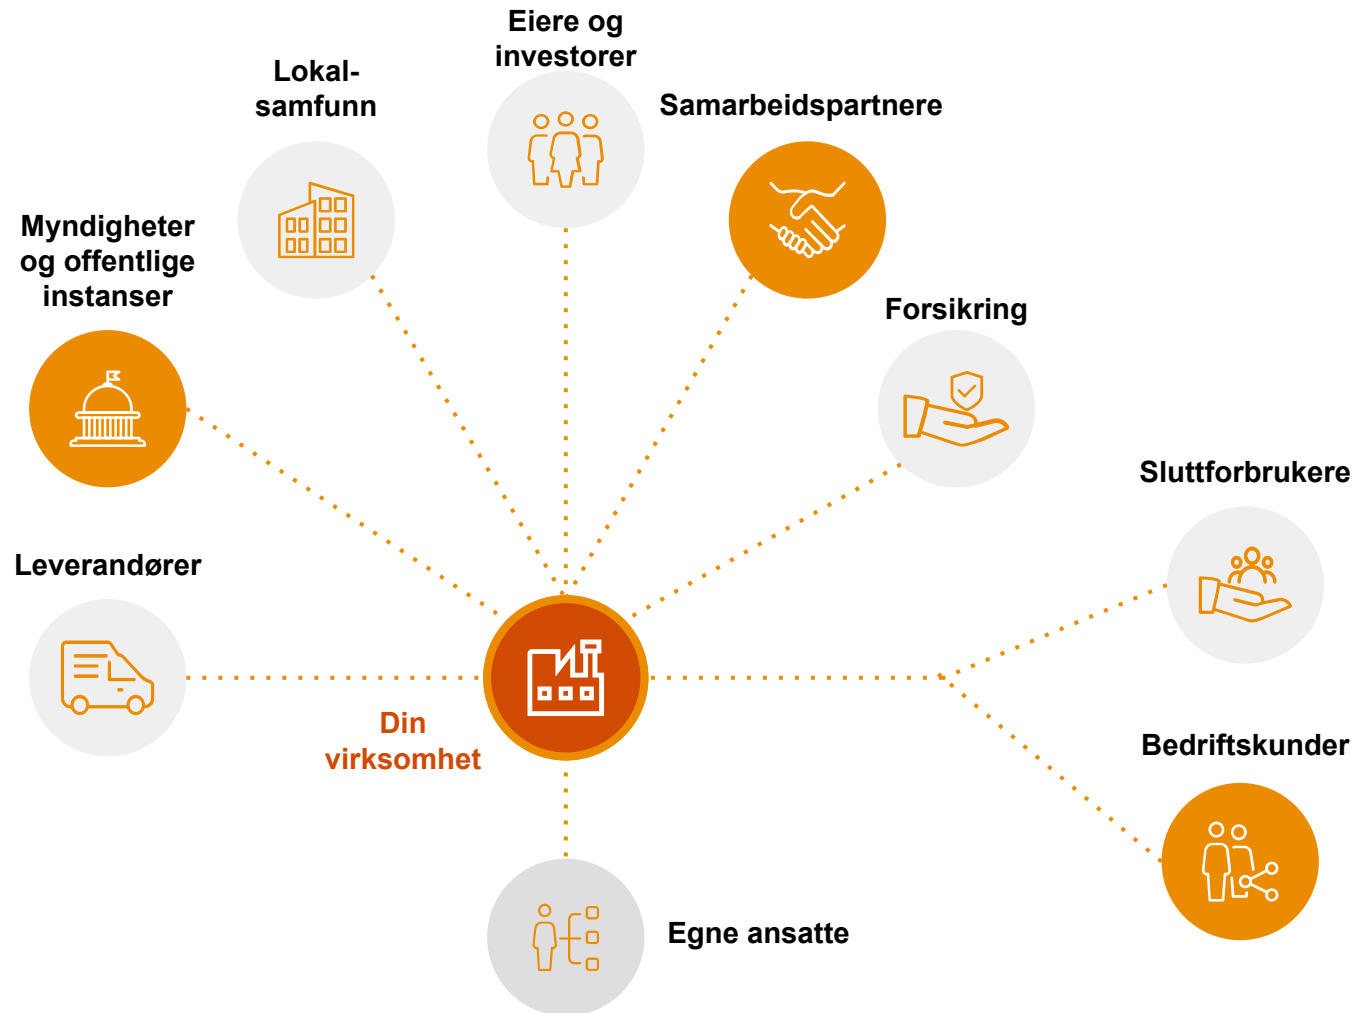 Eiere og
investorer
Lokal-
samfunn
Samarbeidspartnere
Myndigheter
og offentlige
instanser
Forsikring
Sluttforbrukere
Leverandører
Din
virksomhet
Bedriftskunder
Egne ansatte